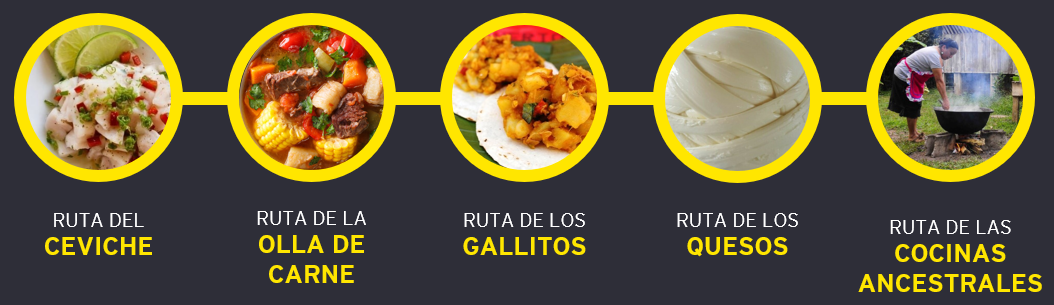 RUTA DEL
CEVICHE
RUTA DE LA
OLLA DE
CARNE
RUTA DE LOS
GALLITOS
RUTA DE LOS
QUESOS
RUTA DE LAS
COCINAS
ANCESTRALES